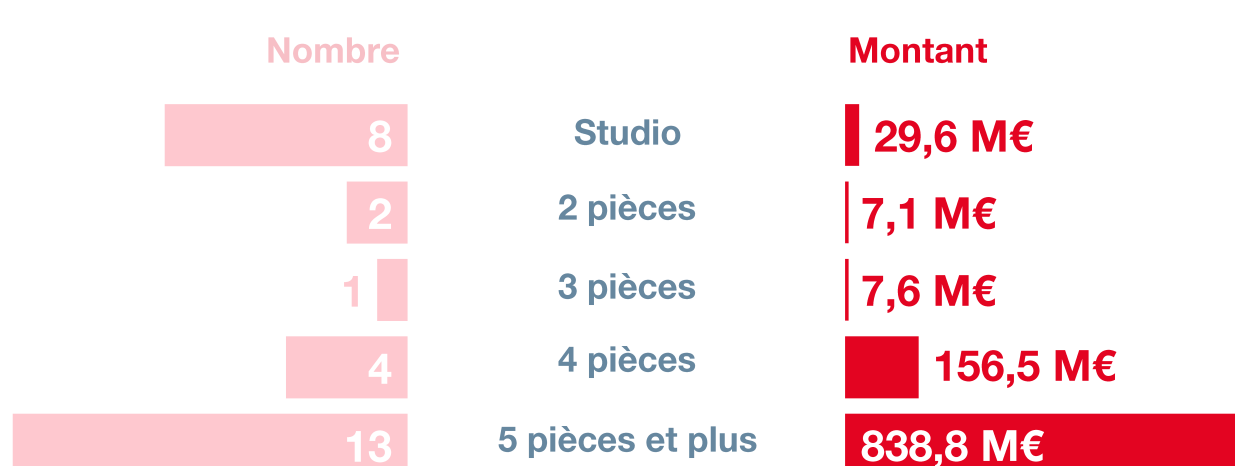 Nombre Montant
8 Studio 29,6 M€
2 2 pièces 7,1 M€
1 3 pièces 7,6 M€
4 4 pièces 156,5 M€
13 5 pièces et plus 838,8 M€